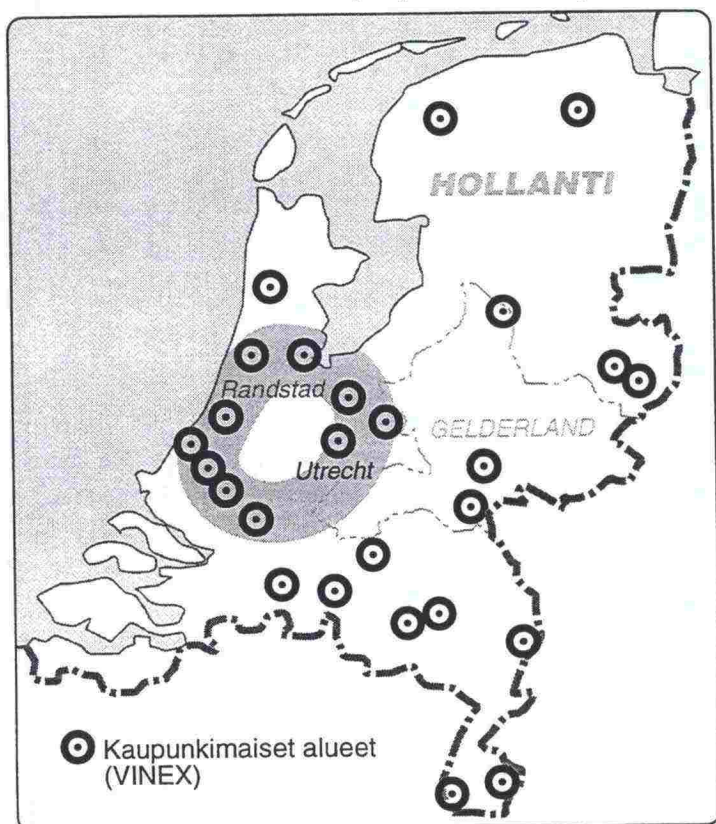 HOLLANTI
Randstad
GELDERLAND
Utrecht
Kaupunkimaiset alueet
(VINEX)